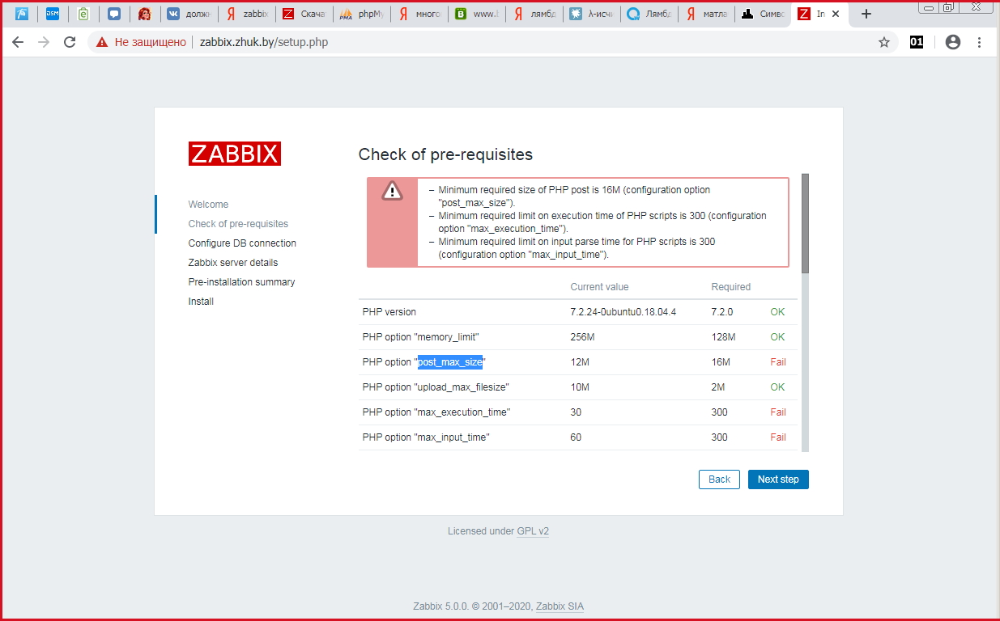 DSM
должн
zabbix
Скача
phpMy
много
www.
лямбд
λ-исчи
Лямбд
матла
Симво
In
Не защищено
zabbix.zhuk.by/setup.php
01
ZABBIX
Welcome
Check of pre-requisites
Configure DB connection
Zabbix server details
Pre-installation summary
Install
Check of pre-requisites
– Minimum required size of PHP post is 16M (configuration option
"post_max_size").
– Minimum required limit on execution time of PHP scripts is 300 (configuration
option "max_execution_time").
– Minimum required limit on input parse time for PHP scripts is 300
(configuration option "max_input_time").
Current value Required
PHP version 7.2.24-0ubuntu0.18.04.4 7.2.0 OK
PHP option "memory_limit" 256M 128M OK
PHP option "post_max_size" 12M 16M Fail
PHP option "upload_max_filesize" 10M 2M OK
PHP option "max_execution_time" 30 300 Fail
PHP option "max_input_time" 60 300 Fail
Back Next step
Licensed under GPL v2
Zabbix 5.0.0. © 2001–2020, Zabbix SIA